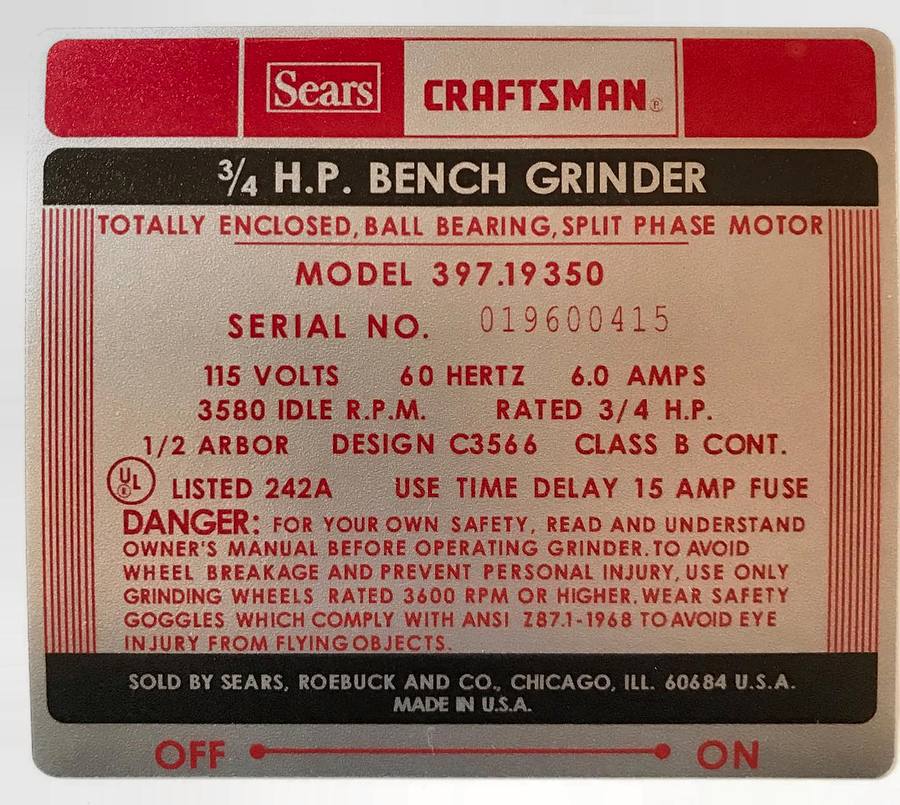 Sears CRAFTSMAN®
3/4 H.P. BENCH GRINDER
TOTALLY ENCLOSED, BALL BEARING, SPLIT PHASE MOTOR
MODEL 397.19350
SERIAL NO. 019600415
115 VOLTS 60 HERTZ 6.0 AMPS
3580 IDLE R.P.M. RATED 3/4 H.P.
1/2 ARBOR DESIGN C3566 CLASS B CONT.
UL® LISTED 242A USE TIME DELAY 15 AMP FUSE
DANGER: FOR YOUR OWN SAFETY, READ AND UNDERSTAND
OWNER'S MANUAL BEFORE OPERATING GRINDER. TO AVOID
WHEEL BREAKAGE AND PREVENT PERSONAL INJURY, USE ONLY
GRINDING WHEELS RATED 3600 RPM OR HIGHER. WEAR SAFETY
GOGGLES WHICH COMPLY WITH ANSI Z87.1-1968 TO AVOID EYE
INJURY FROM FLYING OBJECTS.
SOLD BY SEARS, ROEBUCK AND CO., CHICAGO, ILL. 60684 U.S.A.
MADE IN U.S.A.
OFF ON